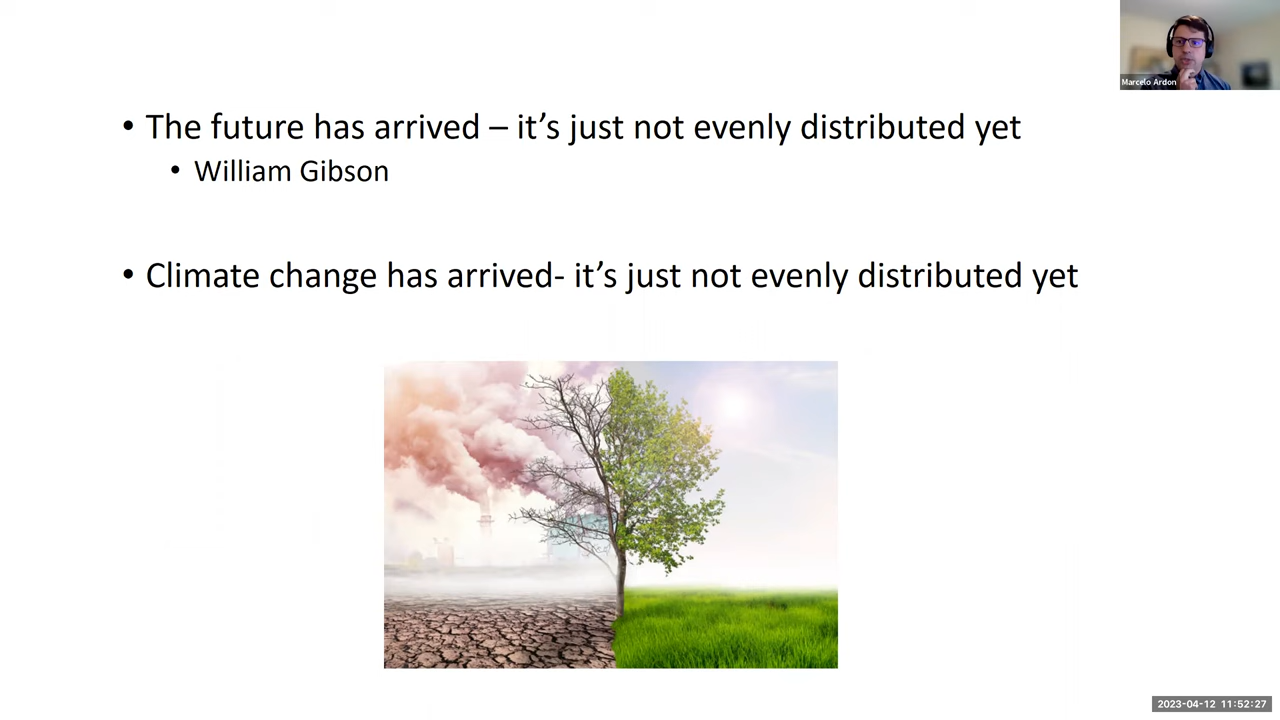 Marcelo Ardon
• The future has arrived – it’s just not evenly distributed yet
• William Gibson
• Climate change has arrived- it’s just not evenly distributed yet
2023-04-12 11:52:27